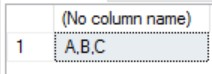 (No column name)
1 A,B,C